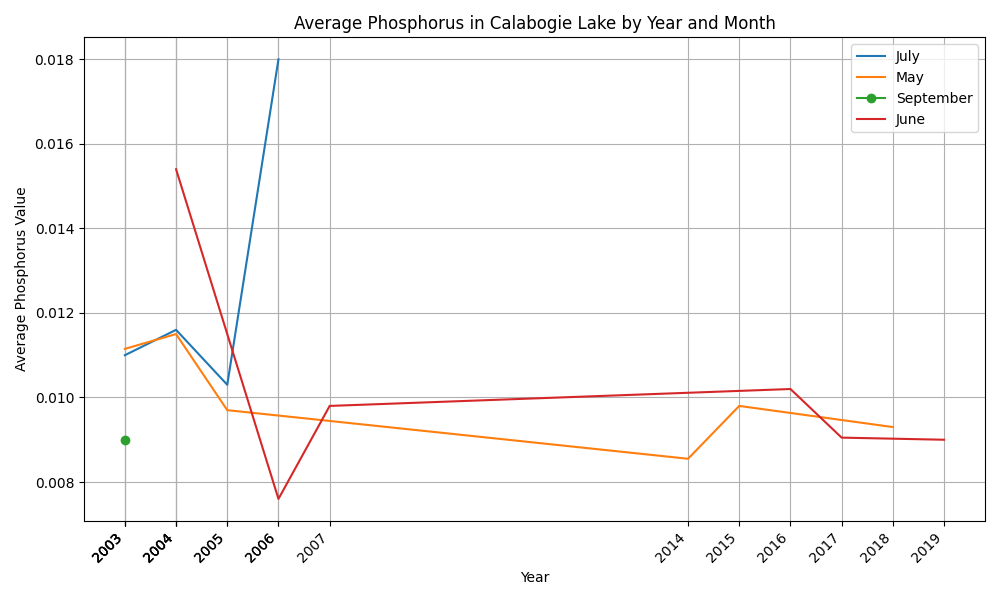 Average Phosphorus in Calabogie Lake by Year and Month
July
May
September
June
Average Phosphorus Value
0.018
0.016
0.014
0.012
0.010
0.008
2003 2004 2005 2006 2007 2014 2015 2016 2017 2018 2019
Year